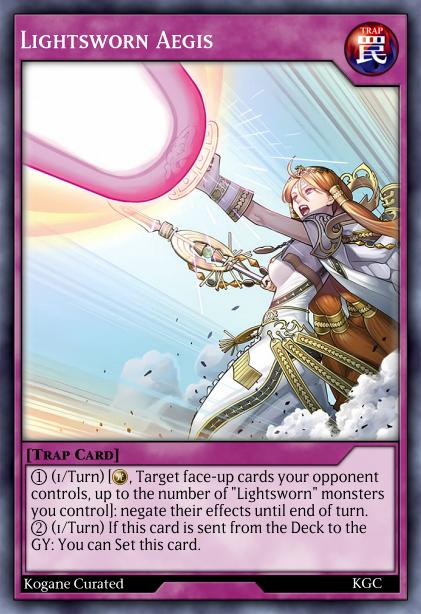 LIGHTSWORN AEGIS
TRAP
罠
[TRAP CARD]
① (1/Turn) [, Target face-up cards your opponent
controls, up to the number of "Lightsworn" monsters
you control]: negate their effects until end of turn.
② (1/Turn) If this card is sent from the Deck to the
GY: You can Set this card.
Kogane Curated KGC